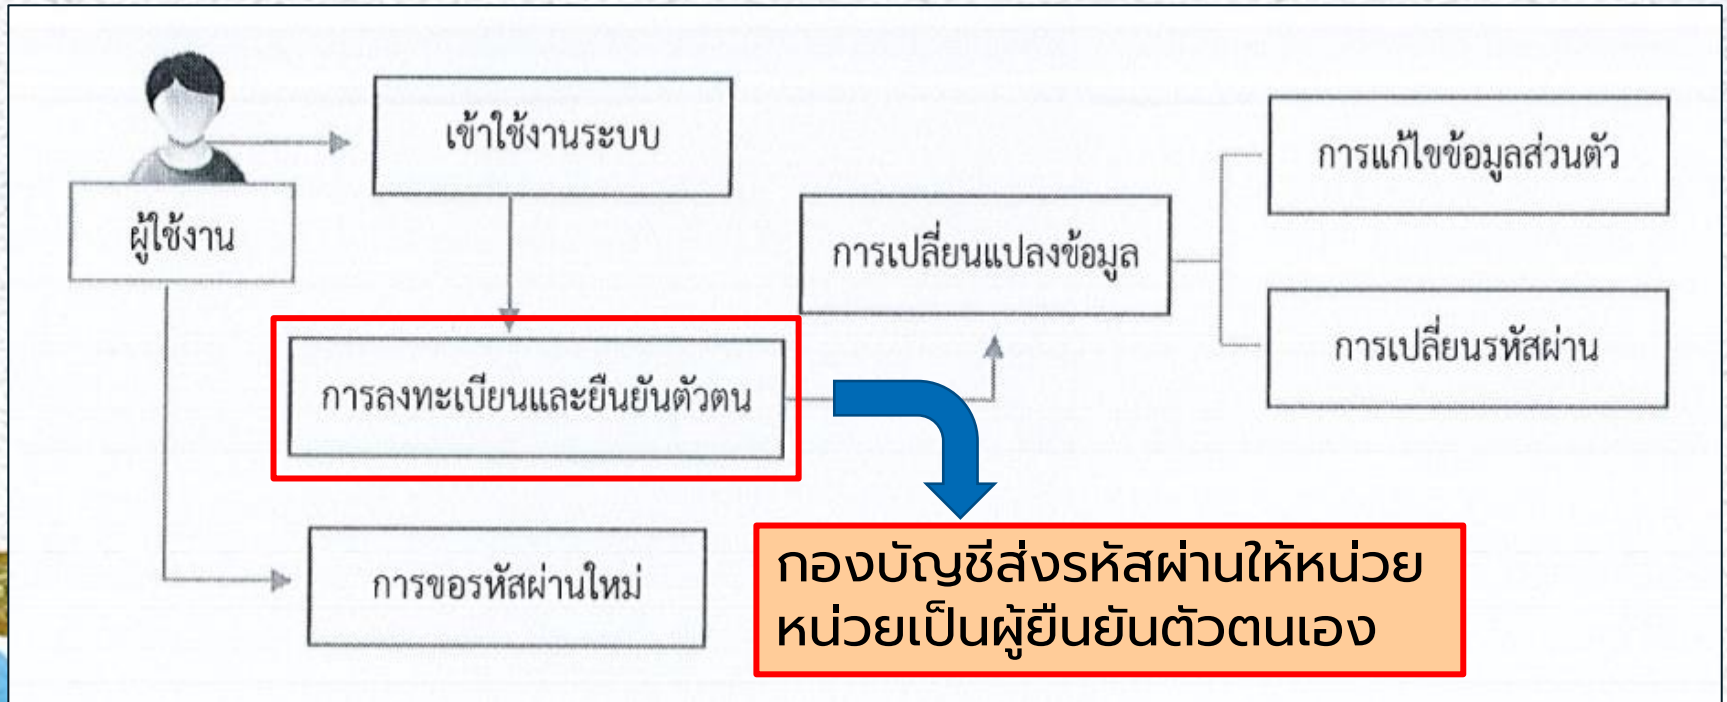 เข้าใช้งานระบบ
ผู้ใช้งาน
การลงทะเบียนและยืนยันตัวตน
การขอรหัสผ่านใหม่
การเปลี่ยนแปลงข้อมูล
การแก้ไขข้อมูลส่วนตัว
การเปลี่ยนรหัสผ่าน
กองบัญชีส่งรหัสผ่านให้หน่วย
หน่วยเป็นผู้ยืนยันตัวตนเอง